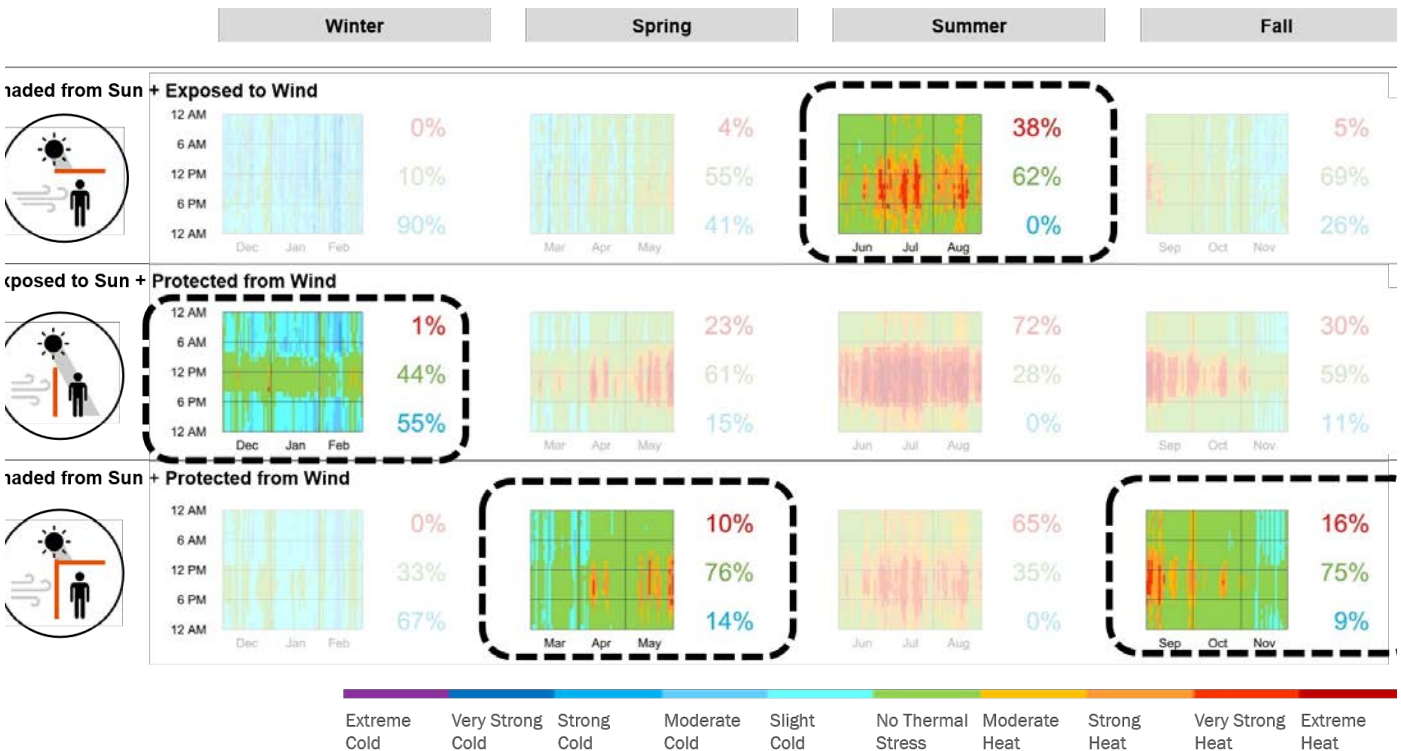 Winter Spring Summer Fall
haded from Sun + Exposed to Wind
12 AM
6 AM
12 PM
6 PM
12 AM
0%
10%
90%
Dec Jan Feb
4%
55%
41%
Mar Apr May
38%
62%
0%
Jun Jul Aug
5%
69%
26%
Sep Oct Nov
xposed to Sun + Protected from Wind
12 AM
6 AM
12 PM
6 PM
12 AM
1%
44%
55%
Dec Jan Feb
23%
61%
15%
Mar Apr May
72%
28%
0%
Jun Jul Aug
30%
59%
11%
Sep Oct Nov
haded from Sun + Protected from Wind
12 AM
6 AM
12 PM
6 PM
12 AM
0%
33%
67%
Dec Jan Feb
10%
76%
14%
Mar Apr May
65%
35%
0%
Jun Jul Aug
16%
75%
9%
Sep Oct Nov
Extreme Cold
Very Strong Cold
Strong Cold
Moderate Cold
Slight Cold
No Thermal Stress
Moderate Heat
Strong Heat
Very Strong Heat
Extreme Heat